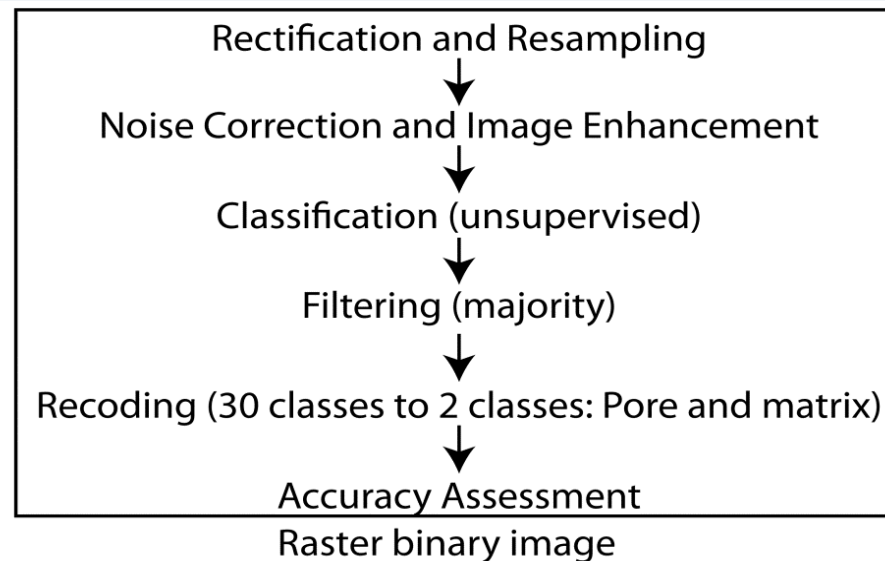 Rectification and Resampling
Noise Correction and Image Enhancement
Classification (unsupervised)
Filtering (majority)
Recoding (30 classes to 2 classes: Pore and matrix)
Accuracy Assessment
Raster binary image